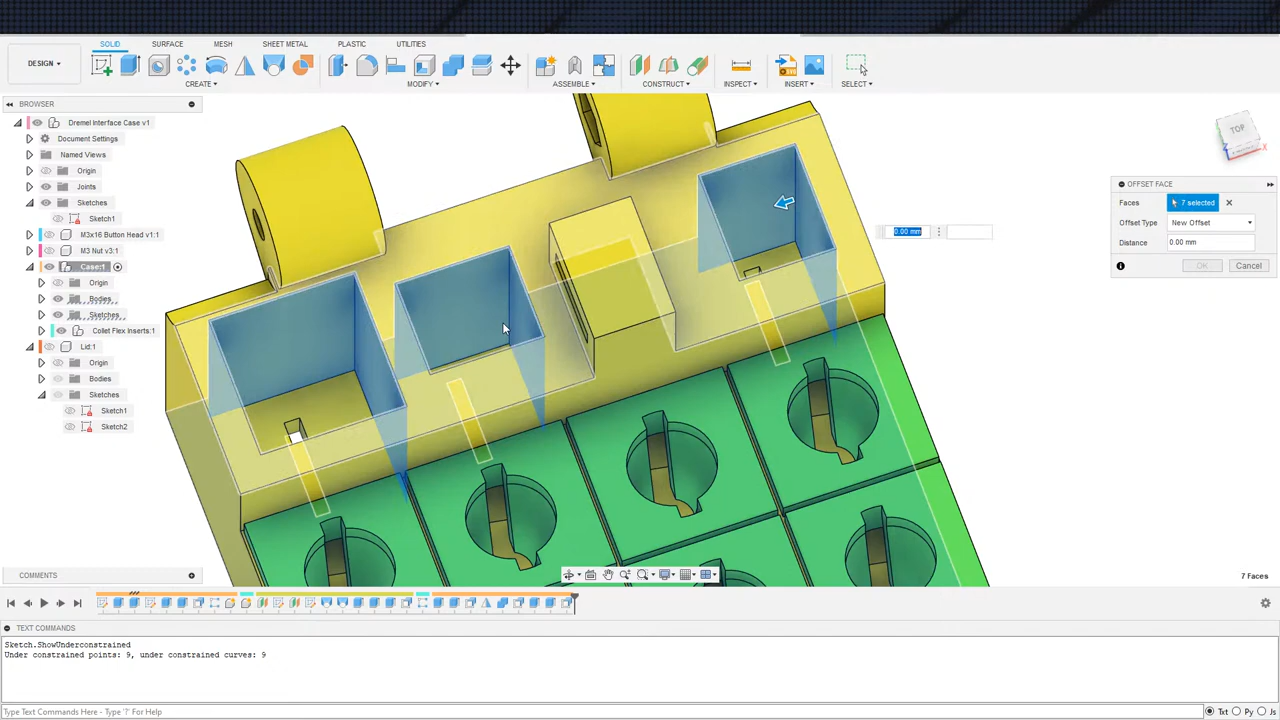 SOLID SURFACE MESH SHEET METAL PLASTIC UTILITIES
DESIGN
CREATE MODIFY ASSEMBLE CONSTRUCT INSPECT INSERT SELECT
BROWSER
Dremel Interface Case v1
Document Settings
Named Views
Origin
Joints
Sketches
Sketch1
M3x16 Button Head v1:1
M3 Nut v3:1
Case:1
Origin
Bodies
Sketches
Collet Flex Inserts:1
Lid:1
Origin
Bodies
Sketches
Sketch1
Sketch2
TOP
Z
X
0.00 mm
OFFSET FACE
Faces 7 selected
Offset Type New Offset
Distance 0.00 mm
OK Cancel
COMMENTS
7 Faces
TEXT COMMANDS
Sketch.ShowUnderconstrained
Under constrained points: 9, under constrained curves: 9
Type Text Commands Here - Type '?' For Help
Txt Py Js